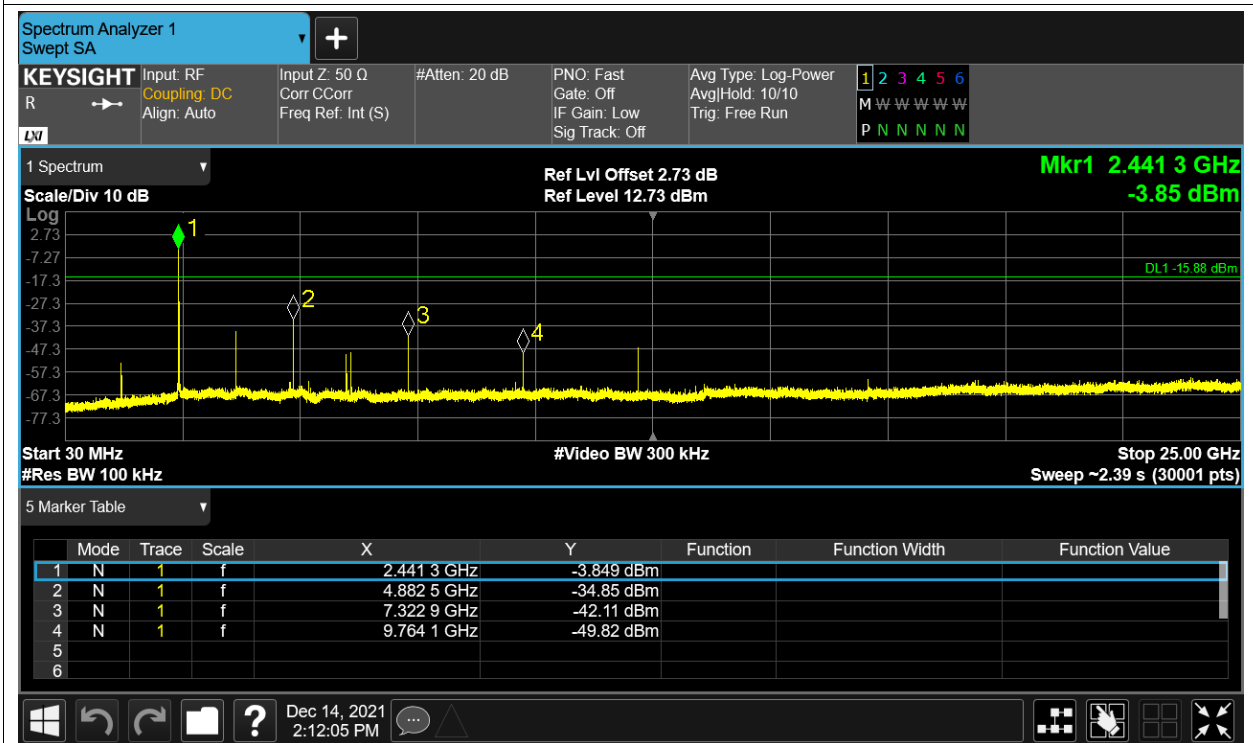 Spectrum Analyzer 1
Swept SA
+
KEYSIGHT
R
LXI
Input: RF
Coupling: DC
Align: Auto
Input Z: 50 Ω
Corr CCorr
Freq Ref: Int (S)
#Atten: 20 dB
PNO: Fast
Gate: Off
IF Gain: Low
Sig Track: Off
Avg Type: Log-Power
Avg|Hold: 10/10
Trig: Free Run
1 2 3 4 5 6
M W W W W W
P N N N N N
1 Spectrum
Scale/Div 10 dB
Ref Lvl Offset 2.73 dB
Ref Level 12.73 dBm
Mkr1 2.441 3 GHz
-3.85 dBm
Log
2.73
-7.27
-17.3
-27.3
-37.3
-47.3
-57.3
-67.3
-77.3
1
2
3
4
DL1 -15.88 dBm
Start 30 MHz
#Video BW 300 kHz
Stop 25.00 GHz
#Res BW 100 kHz
Sweep ~2.39 s (30001 pts)
5 Marker Table
Mode Trace Scale X Y Function Function Width Function Value
1 N 1 f 2.441 3 GHz -3.849 dBm
2 N 1 f 4.882 5 GHz -34.85 dBm
3 N 1 f 7.322 9 GHz -42.11 dBm
4 N 1 f 9.764 1 GHz -49.82 dBm
5
6
?
Dec 14, 2021
2:12:05 PM